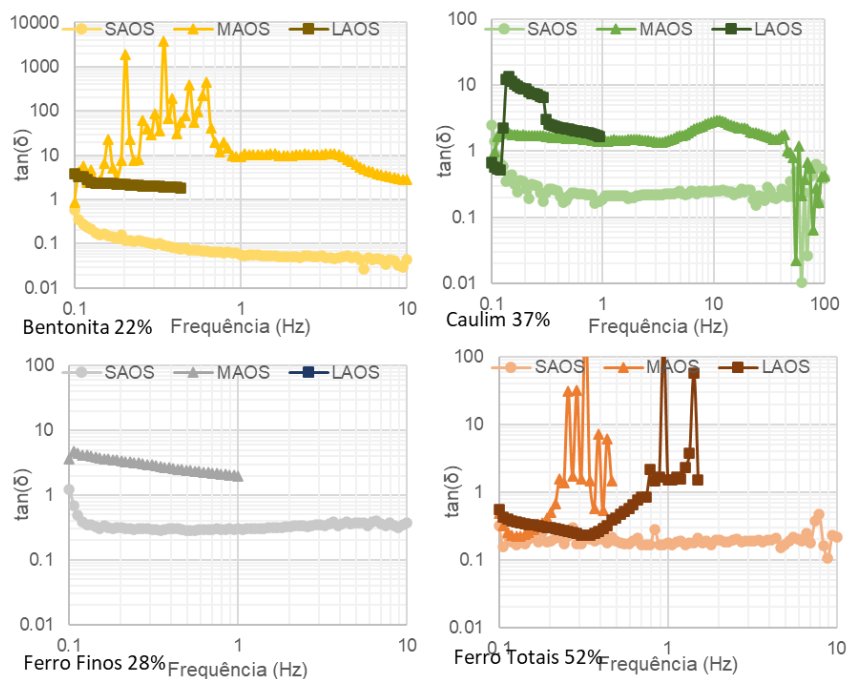 SAOS MAOS LAOS
10000
1000
100
10
1
0.1
0.01
tan(δ)
0.1 1 10
Bentonita 22% Frequência (Hz)
SAOS MAOS LAOS
100
10
1
0.1
0.01
tan(δ)
0.1 1 10 100
Caulim 37% Frequência (Hz)
SAOS MAOS LAOS
100
10
1
0.1
0.01
tan(δ)
0.1 1 10
Ferro Finos 28% Frequência (Hz)
SAOS MAOS LAOS
100
10
1
0.1
0.01
tan(δ)
0.1 1 10
Ferro Totais 52% Frequência (Hz)